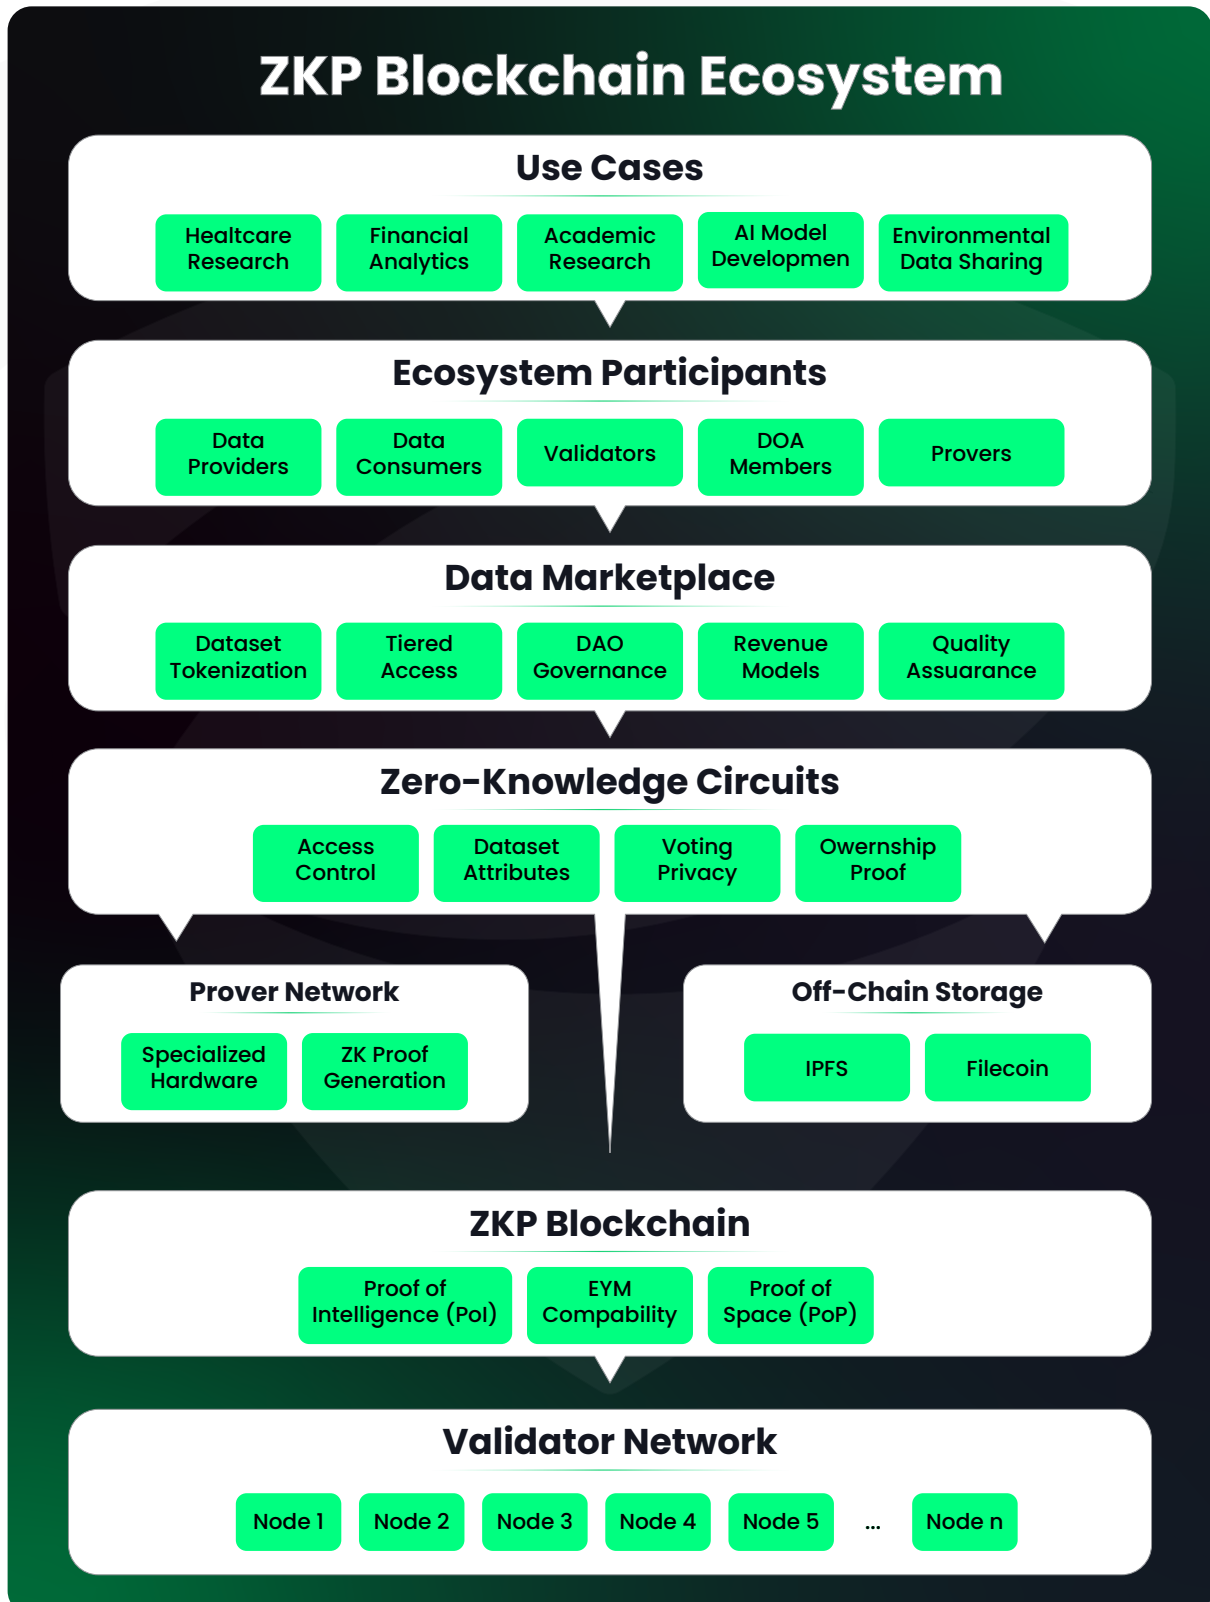 ZKP Blockchain Ecosystem
Use Cases
Healtcare
Research
Financial
Analytics
Academic
Research
AI Model
Developmen
Environmental
Data Sharing
Ecosystem Participants
Data
Providers
Data
Consumers
Validators
DOA
Members
Provers
Data Marketplace
Dataset
Tokenization
Tiered
Access
DAO
Governance
Revenue
Models
Quality
Assuarance
Zero-Knowledge Circuits
Access
Control
Dataset
Attributes
Voting
Privacy
Owernship
Proof
Prover Network
Specialized
Hardware
ZK Proof
Generation
Off-Chain Storage
IPFS
Filecoin
ZKP Blockchain
Proof of
Intelligence (PoI)
EYM
Compability
Proof of
Space (PoP)
Validator Network
Node 1
Node 2
Node 3
Node 4
Node 5
...
Node n